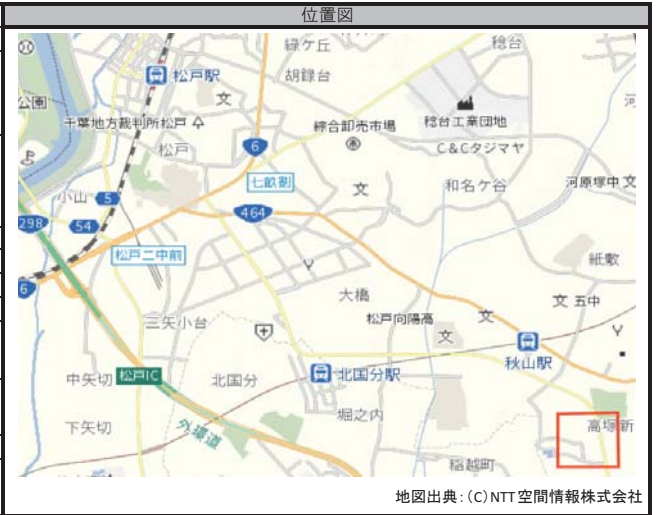 位置図
緑ケ丘
稔台
松戸駅
胡録台
公園
文
千葉地方裁判所松戸
綜合卸売市場
稔台工業団地
松戸
6
C&Cタジマヤ
七畝割
文
和名ケ谷
河原塚中 文
小山
5
298
54
464
松戸二中前
紙敷
6
大橋
文 五中
三矢小台
松戸向陽高
文
文
秋山駅
中矢切
松戸IC
北国分
北国分駅
下矢切
外環道
堀之内
高塚新
稲越町
地図出典:(C)NTT空間情報株式会社